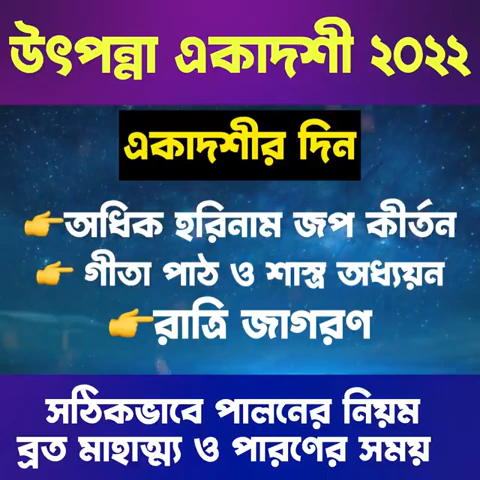 উৎপন্না একাদশী ২০২২
একাদশীর দিন
👉অধিক হরিনাম জপ কীর্তন
👉 গীতা পাঠ ও শাস্ত্র অধ্যয়ন
👉রাত্রি জাগরণ
সঠিকভাবে পালনের নিয়ম
ব্রত মাহাত্ম্য ও পারণের সময়